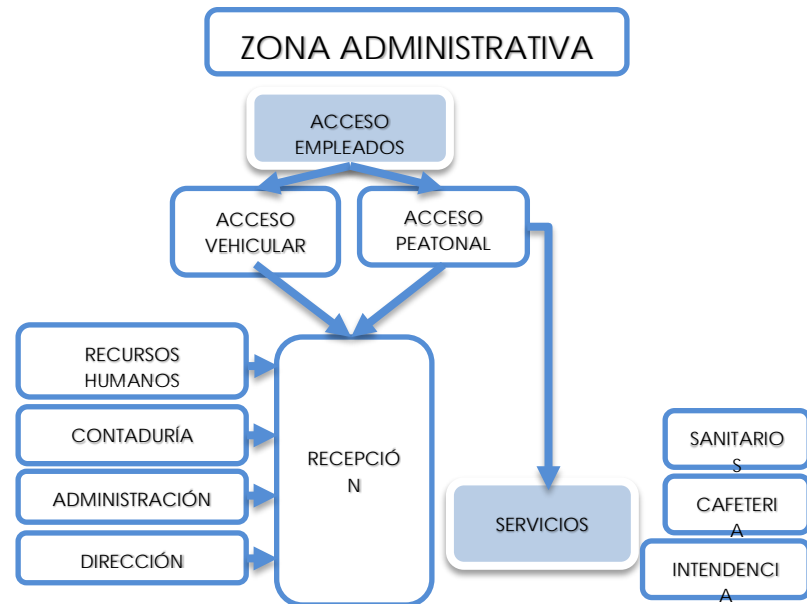 ZONA ADMINISTRATIVA
ACCESO
EMPLEADOS
ACCESO
VEHICULAR
ACCESO
PEATONAL
RECURSOS
HUMANOS
CONTADURÍA
ADMINISTRACIÓN
DIRECCIÓN
RECEPCIÓ
N
SERVICIOS
SANITARIO
S
CAFETERI
A
INTENDENCI
A